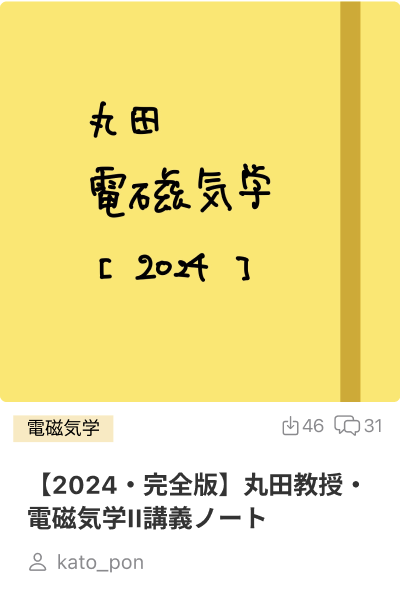 丸田
電磁気学
[ 2024 ]
電磁気学
46 31
【2024・完全版】丸田教授・
電磁気学II講義ノート
kato_pon